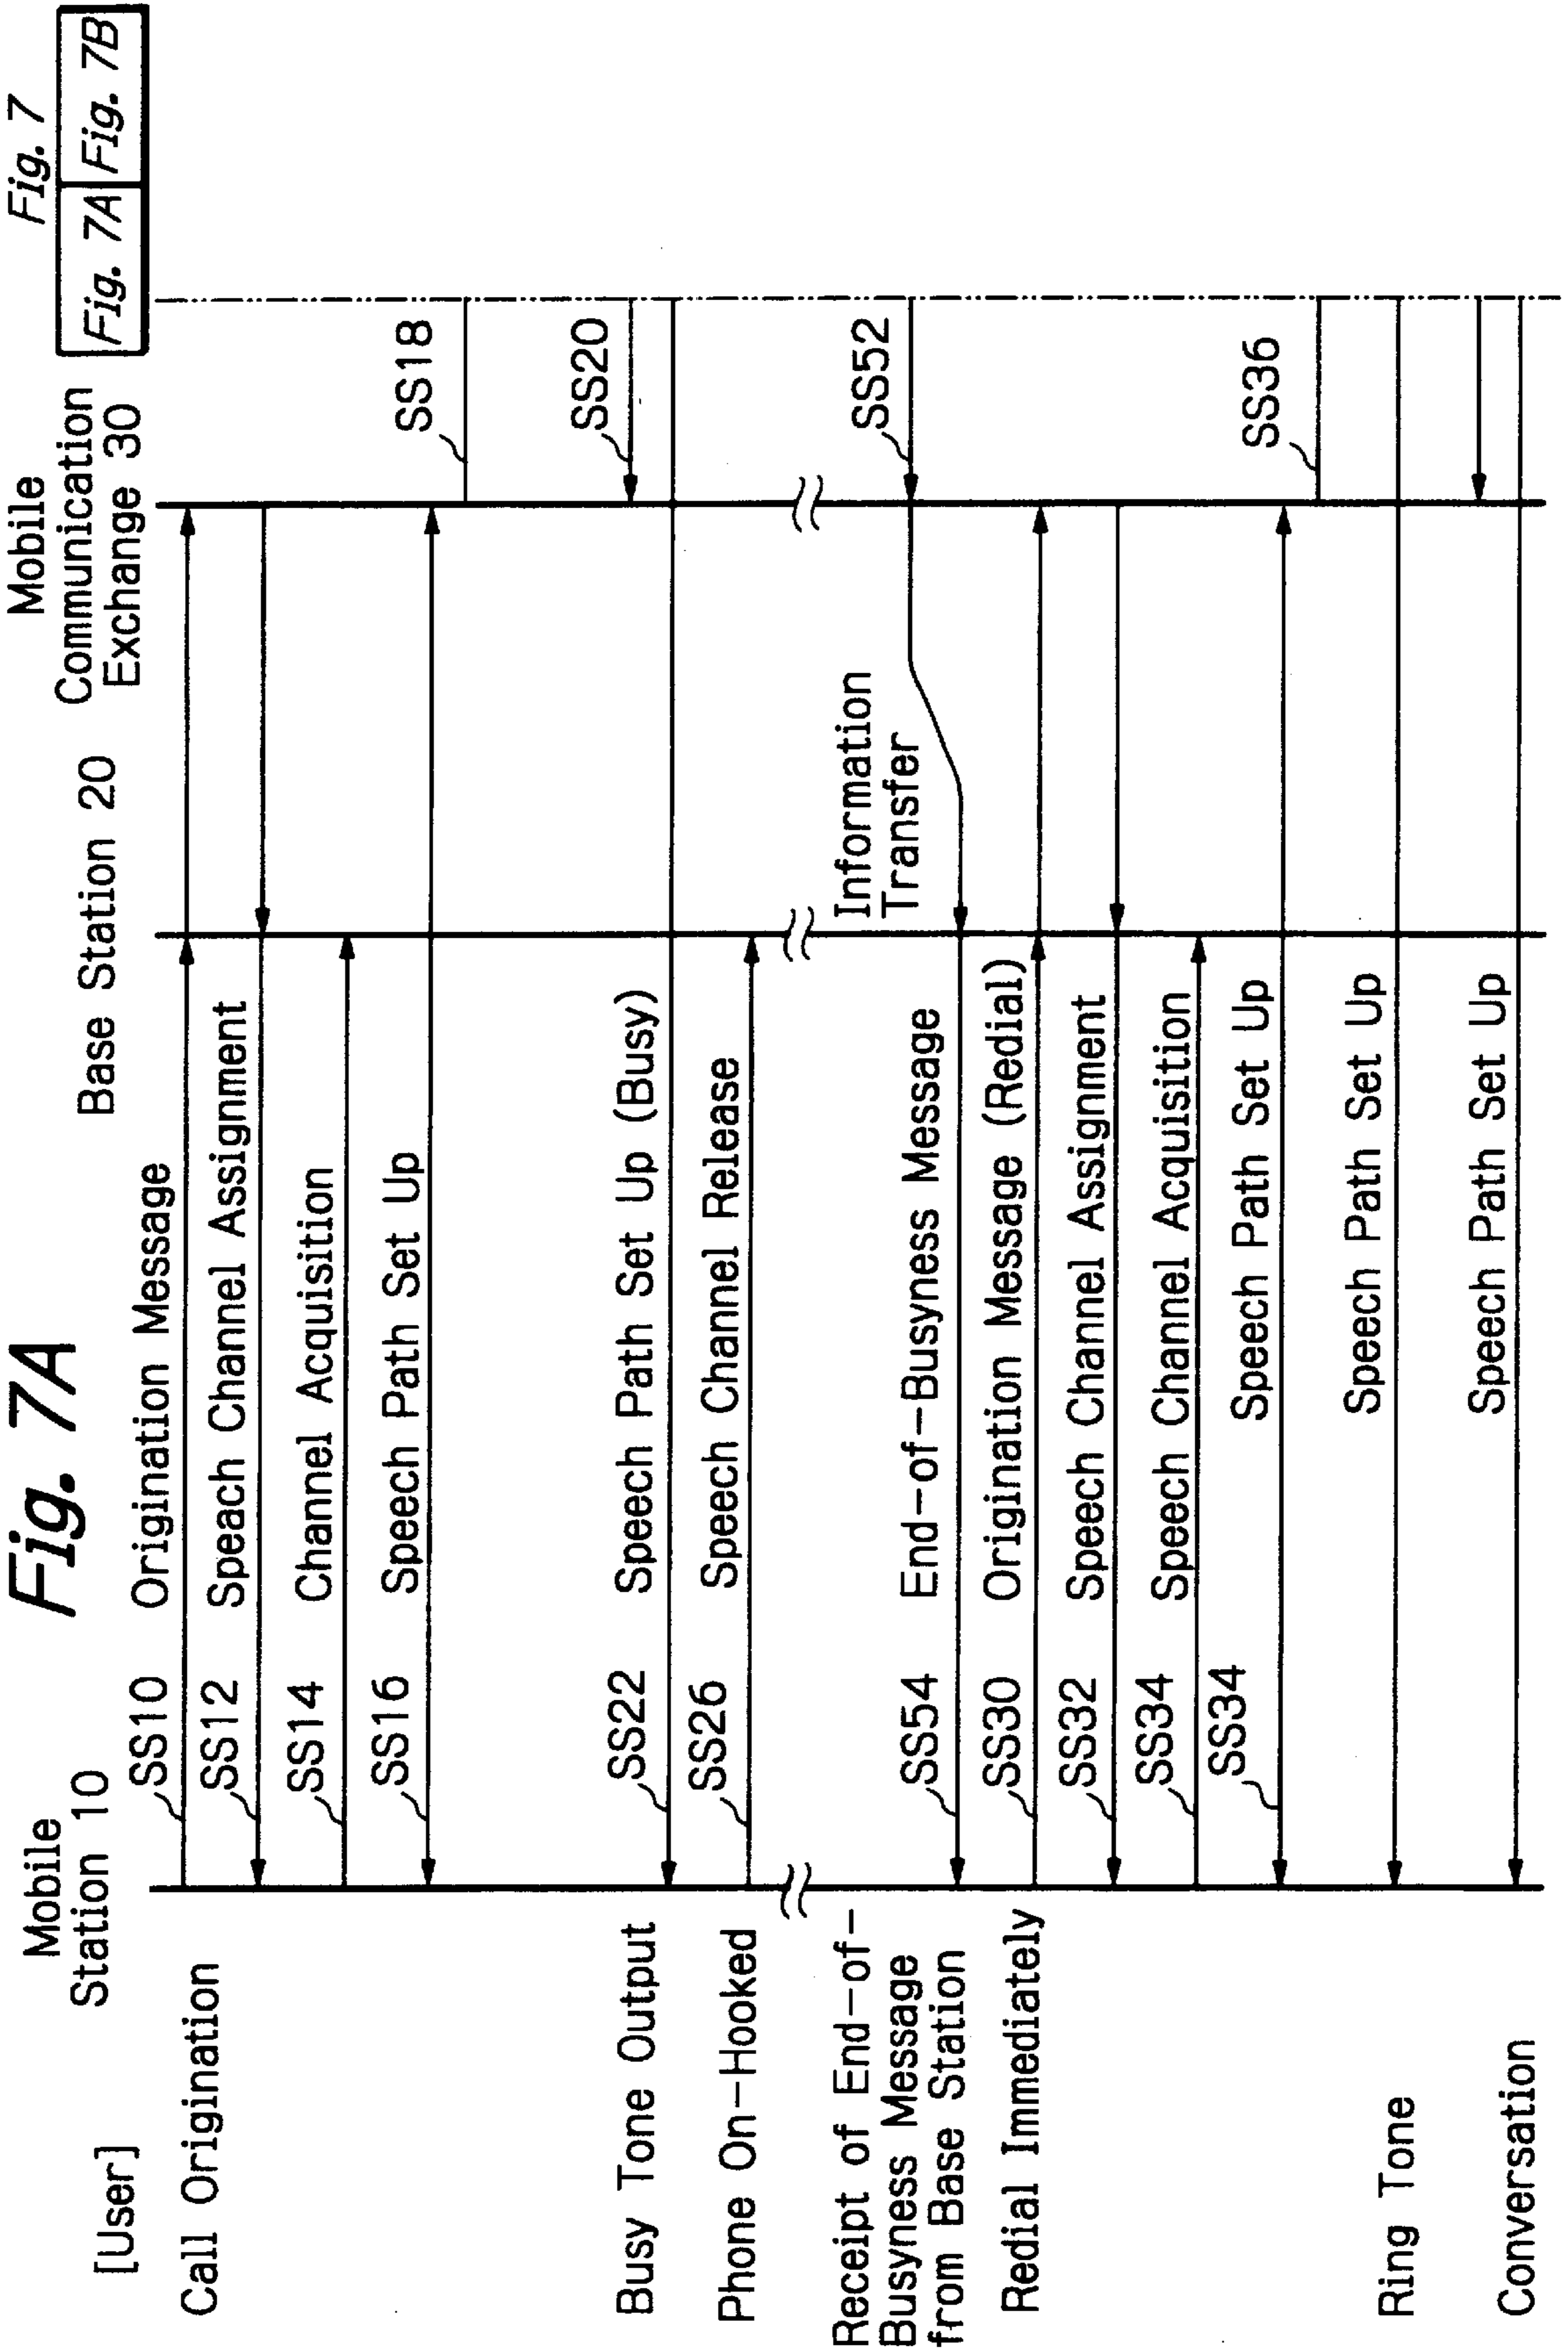 Fig. 7A
Fig. 7
Fig. 7A
Fig. 7B
[User]
Mobile
Station 10
Base Station 20
Mobile
Communication
Exchange 30
Call Origination
SS10
Origination Message
SS12
Speach Channel Assignment
SS14
Channel Acquisition
SS16
Speech Path Set Up
SS18
SS20
Busy Tone Output
SS22
Speech Path Set Up (Busy)
Phone On-Hooked
SS26
Speech Channel Release
Receipt of End-of-
Busyness Message
from Base Station
SS54
End-of-Busyness Message
Information
Transfer
SS52
Redial Immediately
SS30
Origination Message (Redial)
SS32
Speech Channel Assignment
SS34
Speech Channel Acquisition
SS34
Speech Path Set Up
SS36
Ring Tone
Speech Path Set Up
Conversation
Speech Path Set Up